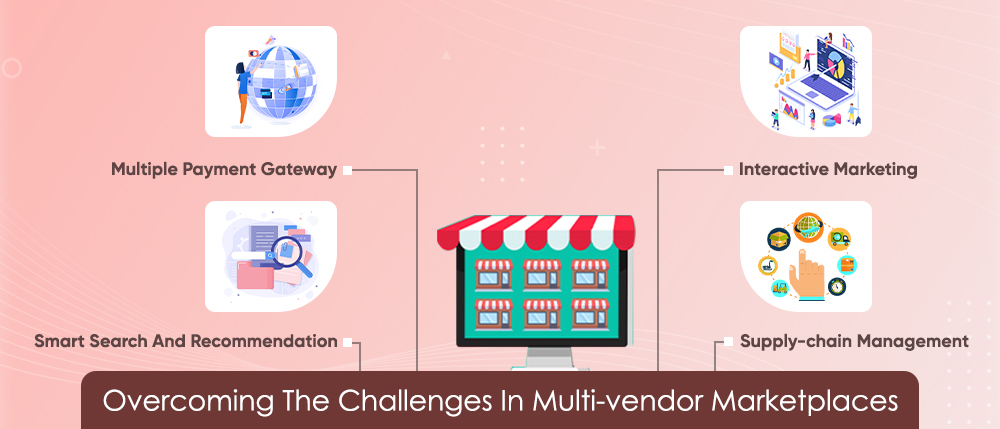 Multiple Payment Gateway
Interactive Marketing
Smart Search And Recommendation
Supply-chain Management
Overcoming The Challenges In Multi-vendor Marketplaces